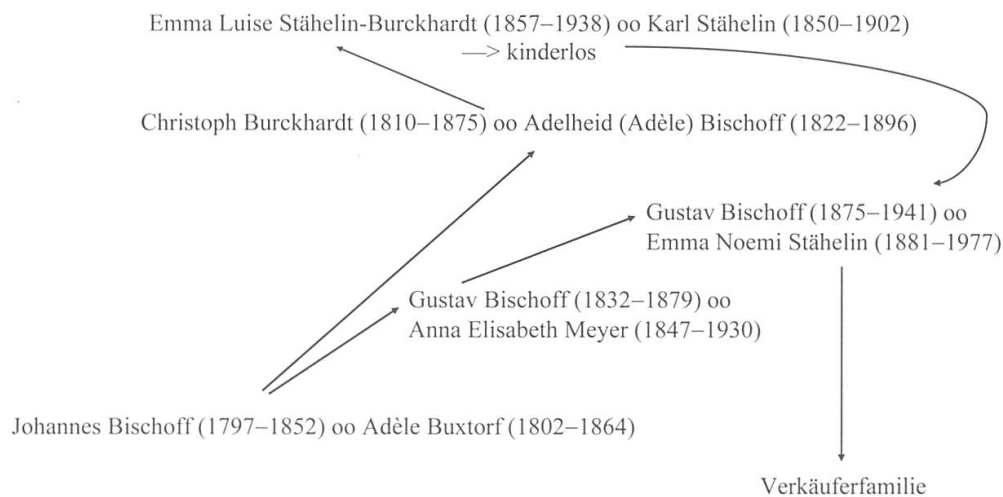 Emma Luise Stähelin-Burckhardt (1857–1938) oo Karl Stähelin (1850–1902)
—> kinderlos
Christoph Burckhardt (1810–1875) oo Adelheid (Adèle) Bischoff (1822–1896)
Gustav Bischoff (1875–1941) oo
Emma Noemi Stähelin (1881–1977)
Gustav Bischoff (1832–1879) oo
Anna Elisabeth Meyer (1847–1930)
Johannes Bischoff (1797–1852) oo Adèle Buxtorf (1802–1864)
Verkäuferfamilie